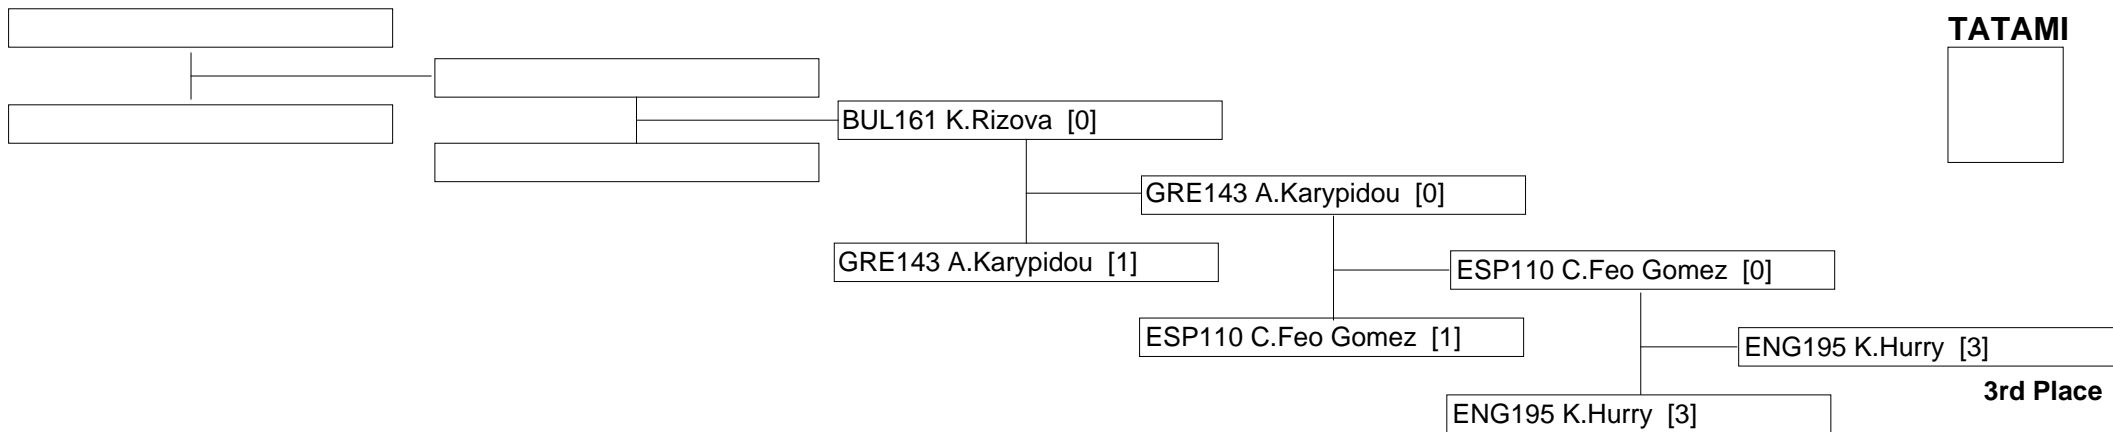 TATAMI
BUL161 K.Rizova [0]
GRE143 A.Karypidou [0]
GRE143 A.Karypidou [1]
ESP110 C.Feo Gomez [0]
ESP110 C.Feo Gomez [1]
ENG195 K.Hurry [3]
3rd Place
ENG195 K.Hurry [3]